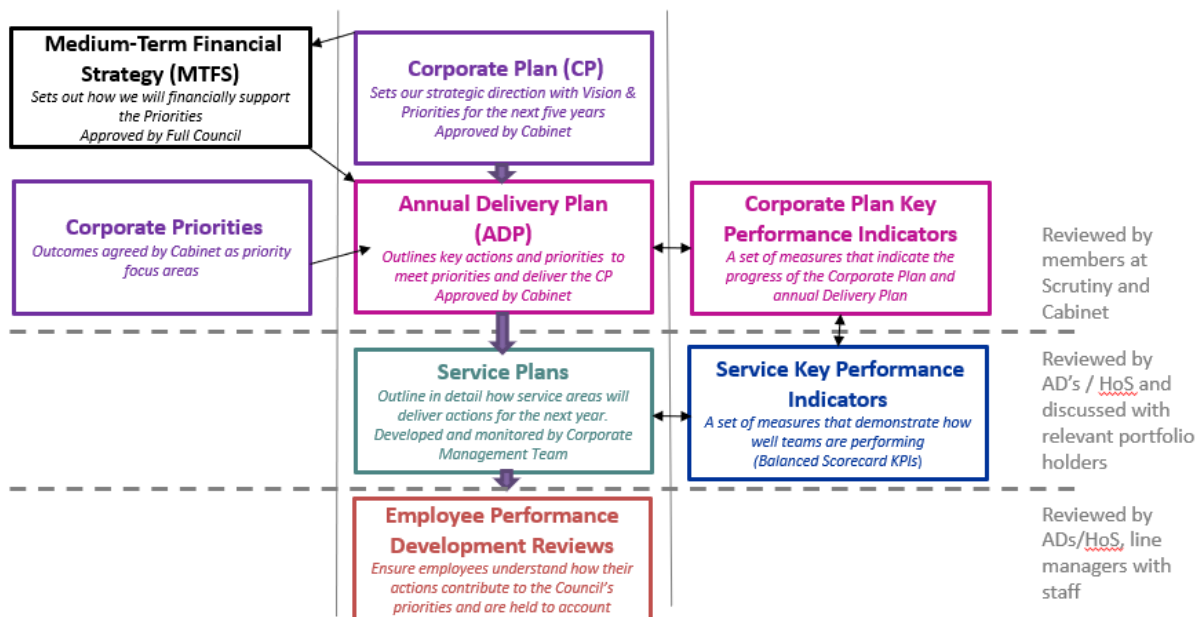 Medium-Term Financial
Strategy (MTFS)
Sets out how we will financially support
the Priorities
Approved by Full Council
Corporate Plan (CP)
Sets our strategic direction with Vision &
Priorities for the next five years
Approved by Cabinet
Corporate Priorities
Outcomes agreed by Cabinet as priority
focus areas
Annual Delivery Plan
(ADP)
Outlines key actions and priorities to
meet priorities and deliver the CP
Approved by Cabinet
Corporate Plan Key
Performance Indicators
A set of measures that indicate the
progress of the Corporate Plan and
annual Delivery Plan
Reviewed by
members at
Scrutiny and
Cabinet
Service Plans
Outline in detail how service areas will
deliver actions for the next year.
Developed and monitored by Corporate
Management Team
Service Key Performance
Indicators
A set of measures that demonstrate how
well teams are performing
(Balanced Scorecard KPIs)
Reviewed by
AD's / HoS and
discussed with
relevant portfolio
holders
Employee Performance
Development Reviews
Ensure employees understand how their
actions contribute to the Council's
priorities and are held to account
Reviewed by
ADs/HoS, line
managers with
staff